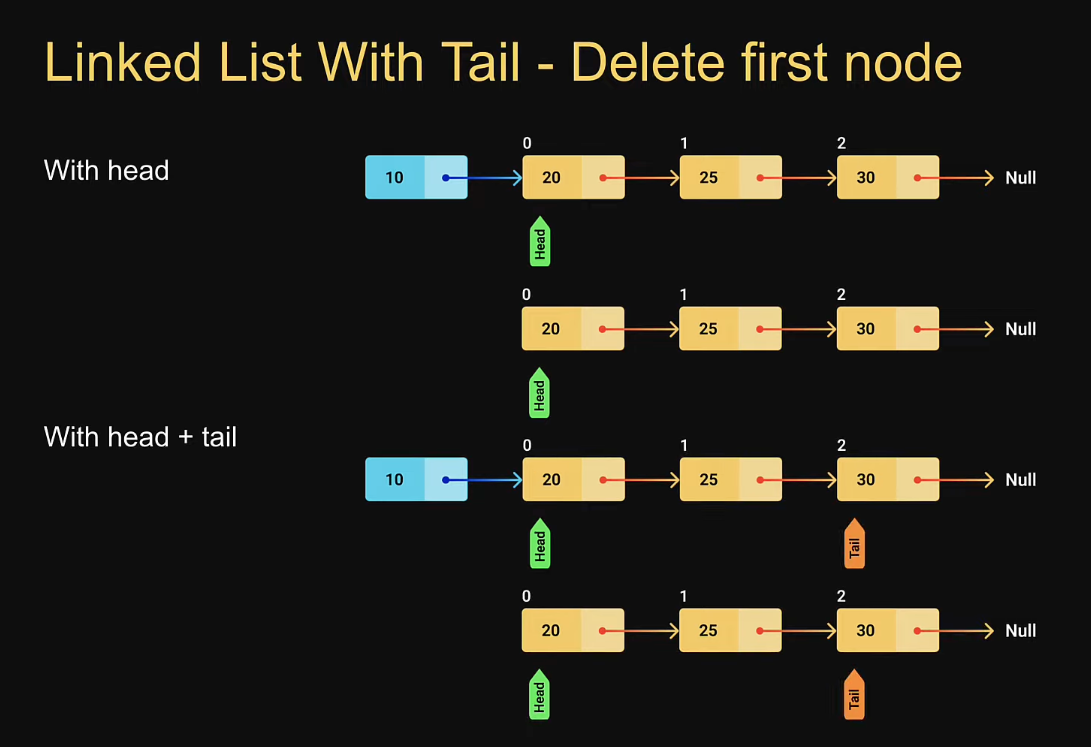 Linked List With Tail - Delete first node
With head
0 1 2
10 20 25 30 Null
Head
0 1 2
20 25 30 Null
Head
With head + tail
0 1 2
10 20 25 30 Null
Head Tail
0 1 2
20 25 30 Null
Head Tail